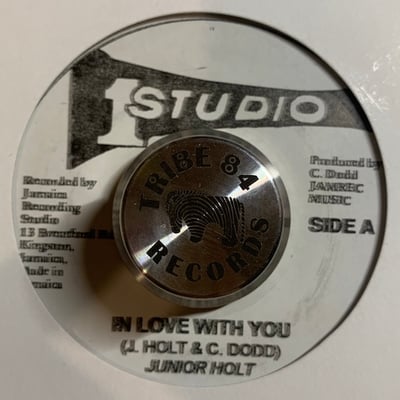 1 STUDIO
Recorded by
Jamaica
Recording
Studio
13 Brentford Rd
Kingston,
Jamaica,
Made in
Jamaica
TRIBE 84
RECORDS
Produced by
C. Dodd
JAMREC
MUSIC
SIDE A
IN LOVE WITH YOU
(J. HOLT & C. DODD)
JUNIOR HOLT